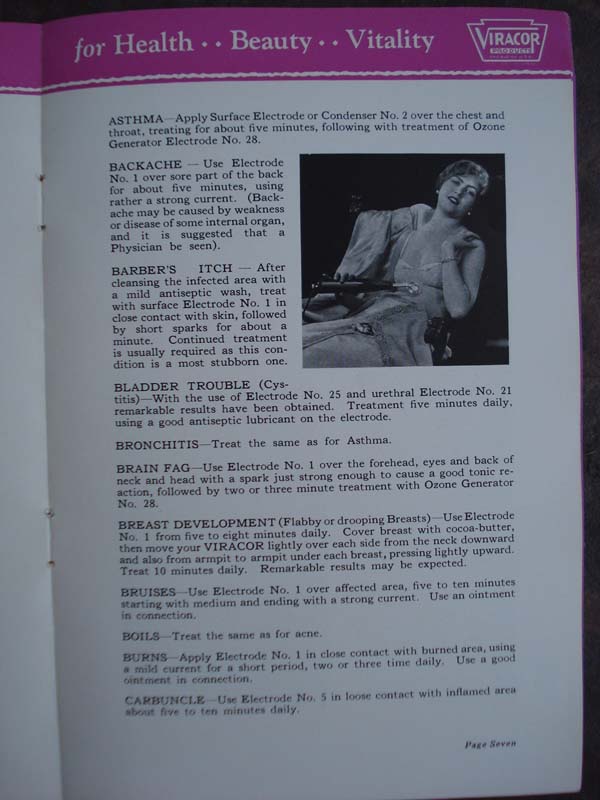 for Health · · Beauty · · Vitality
VIRACOR
PRODUCTS
ASTHMA—Apply Surface Electrode or Condenser No. 2 over the chest and
throat, treating for about five minutes, following with treatment of Ozone
Generator Electrode No. 28.
BACKACHE — Use Electrode
No. 1 over sore part of the back
for about five minutes, using
rather a strong current. (Back-
ache may be caused by weakness
or disease of some internal organ,
and it is suggested that a
Physician be seen).
BARBER'S ITCH — After
cleansing the infected area with
a mild antiseptic wash, treat
with surface Electrode No. 1 in
close contact with skin, followed
by short sparks for about a
minute. Continued treatment
is usually required as this con-
dition is a most stubborn one.
BLADDER TROUBLE (Cys-
titis)—With the use of Electrode No. 25 and urethral Electrode No. 21
remarkable results have been obtained. Treatment five minutes daily,
using a good antiseptic lubricant on the electrode.
BRONCHITIS—Treat the same as for Asthma.
BRAIN FAG—Use Electrode No. 1 over the forehead, eyes and back of
neck and head with a spark just strong enough to cause a good tonic re-
action, followed by two or three minute treatment with Ozone Generator
No. 28.
BREAST DEVELOPMENT (Flabby or drooping Breasts)—Use Electrode
No. 1 from five to eight minutes daily. Cover breast with cocoa-butter,
then move your VIRACOR lightly over each side from the neck downward
and also from armpit to armpit under each breast, pressing lightly upward.
Treat 10 minutes daily. Remarkable results may be expected.
BRUISES—Use Electrode No. 1 over affected area, five to ten minutes
starting with medium and ending with a strong current. Use an ointment
in connection.
BOILS—Treat the same as for acne.
BURNS—Apply Electrode No. 1 in close contact with burned area, using
a mild current for a short period, two or three time daily. Use a good
ointment in connection.
CARBUNCLE—Use Electrode No. 5 in loose contact with inflamed area
about five to ten minutes daily.
Page Seven